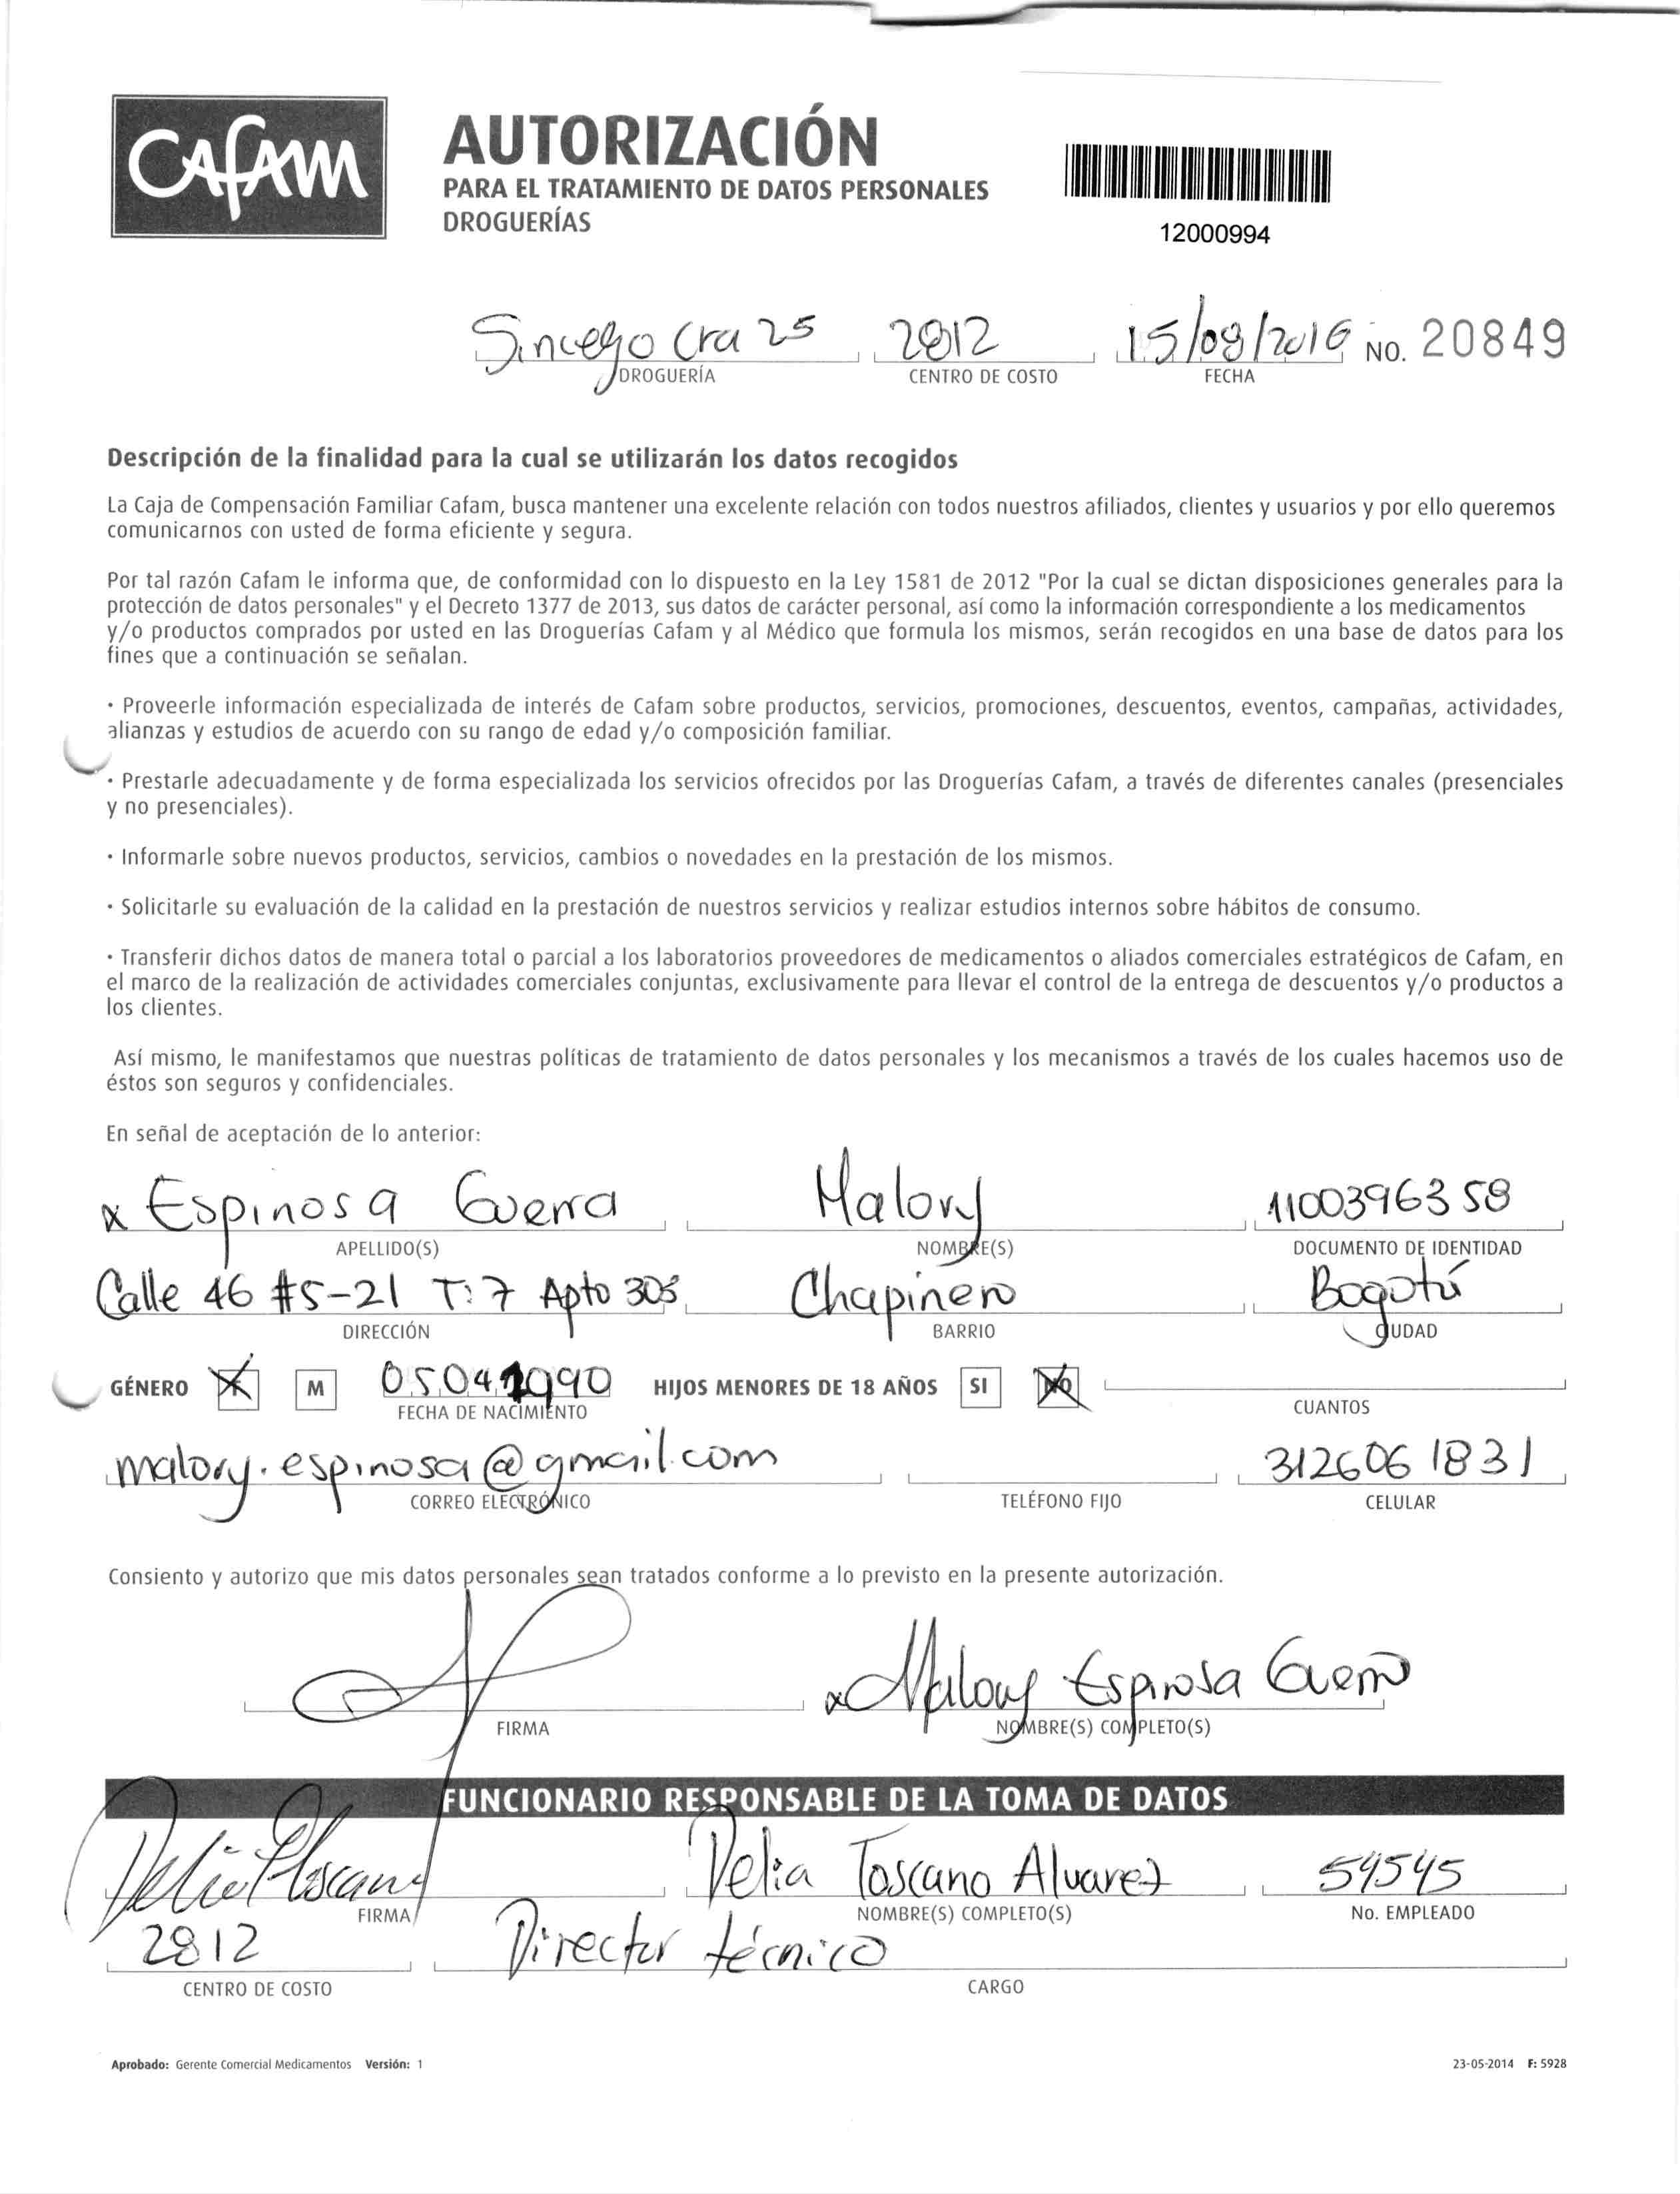 Cafam
AUTORIZACIÓN
PARA EL TRATAMIENTO DE DATOS PERSONALES
DROGUERÍAS
12000994
Sincelejo Cra 25 2812 15/08/2016 NO. 20849
DROGUERÍA CENTRO DE COSTO FECHA
Descripción de la finalidad para la cual se utilizarán los datos recogidos
La Caja de Compensación Familiar Cafam, busca mantener una excelente relación con todos nuestros afiliados, clientes y usuarios y por ello queremos
comunicarnos con usted de forma eficiente y segura.
Por tal razón Cafam le informa que, de conformidad con lo dispuesto en la Ley 1581 de 2012 "Por la cual se dictan disposiciones generales para la
protección de datos personales" y el Decreto 1377 de 2013, sus datos de carácter personal, así como la información correspondiente a los medicamentos
y/o productos comprados por usted en las Droguerías Cafam y al Médico que formula los mismos, serán recogidos en una base de datos para los
fines que a continuación se señalan.
· Proveerle información especializada de interés de Cafam sobre productos, servicios, promociones, descuentos, eventos, campañas, actividades,
alianzas y estudios de acuerdo con su rango de edad y/o composición familiar.
· Prestarle adecuadamente y de forma especializada los servicios ofrecidos por las Droguerías Cafam, a través de diferentes canales (presenciales
y no presenciales).
· Informarle sobre nuevos productos, servicios, cambios o novedades en la prestación de los mismos.
· Solicitarle su evaluación de la calidad en la prestación de nuestros servicios y realizar estudios internos sobre hábitos de consumo.
· Transferir dichos datos de manera total o parcial a los laboratorios proveedores de medicamentos o aliados comerciales estratégicos de Cafam, en
el marco de la realización de actividades comerciales conjuntas, exclusivamente para llevar el control de la entrega de descuentos y/o productos a
los clientes.
Así mismo, le manifestamos que nuestras políticas de tratamiento de datos personales y los mecanismos a través de los cuales hacemos uso de
éstos son seguros y confidenciales.
En señal de aceptación de lo anterior:
x Espinosa Guerra Malory 1100396358
APELLIDO(S) NOMBRE(S) DOCUMENTO DE IDENTIDAD
Calle 46 #5-21 T:7 Apto 305 Chapinero Bogotá
DIRECCIÓN BARRIO CIUDAD
GÉNERO X M 05041990 HIJOS MENORES DE 18 AÑOS SI NO
FECHA DE NACIMIENTO CUANTOS
malory.espinosa@gmail.com 3126061831
CORREO ELECTRÓNICO TELÉFONO FIJO CELULAR
Consiento y autorizo que mis datos personales sean tratados conforme a lo previsto en la presente autorización.
x Malory Espinosa Guerra
FIRMA NOMBRE(S) COMPLETO(S)
FUNCIONARIO RESPONSABLE DE LA TOMA DE DATOS
Delia Toscano Delia Toscano Alvarez 54545
FIRMA NOMBRE(S) COMPLETO(S) No. EMPLEADO
2812 Director técnico
CENTRO DE COSTO CARGO
Aprobado: Gerente Comercial Medicamentos Versión: 1 23-05-2014 F: 5928